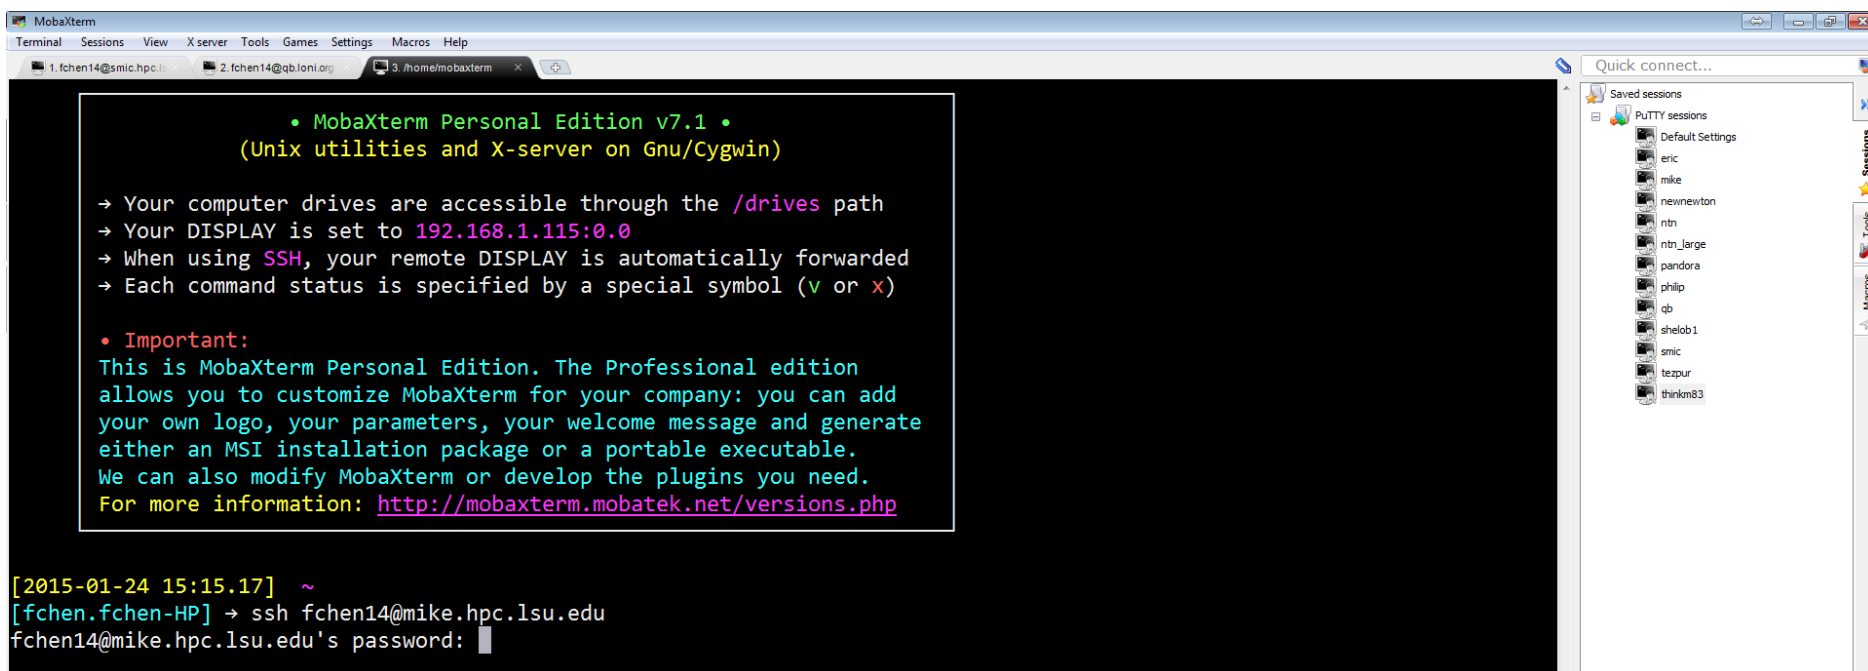 MobaXterm
Terminal Sessions View X server Tools Games Settings Macros Help
1. fchen14@smic.hpc.ls 2. fchen14@qb.loni.org 3. /home/mobaxterm
Quick connect...
• MobaXterm Personal Edition v7.1 •
(Unix utilities and X-server on Gnu/Cygwin)
→ Your computer drives are accessible through the /drives path
→ Your DISPLAY is set to 192.168.1.115:0.0
→ When using SSH, your remote DISPLAY is automatically forwarded
→ Each command status is specified by a special symbol (v or x)
• Important:
This is MobaXterm Personal Edition. The Professional edition
allows you to customize MobaXterm for your company: you can add
your own logo, your parameters, your welcome message and generate
either an MSI installation package or a portable executable.
We can also modify MobaXterm or develop the plugins you need.
For more information: http://mobaxterm.mobatek.net/versions.php
[2015-01-24 15:15.17] ~
[fchen.fchen-HP] → ssh fchen14@mike.hpc.lsu.edu
fchen14@mike.hpc.lsu.edu's password:
Saved sessions
PuTTY sessions
Default Settings
eric
mike
newnewton
ntn
ntn_large
pandora
philip
qb
shelob1
smic
tezpur
thinkm83
Sessions
Tools
Macros